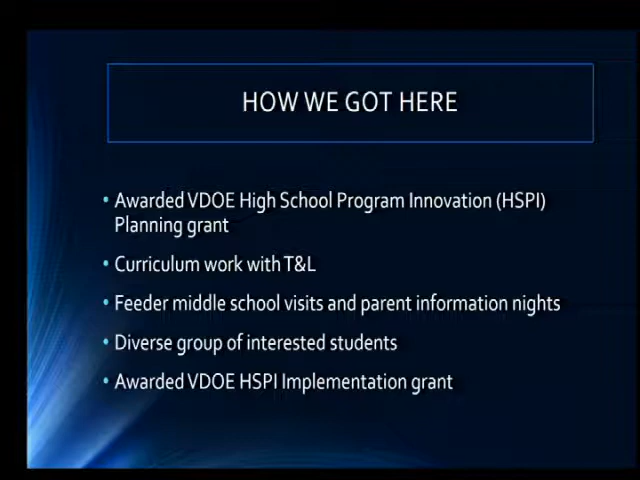 HOW WE GOT HERE
• Awarded VDOE High School Program Innovation (HSPI)
Planning grant
• Curriculum work with T&L
• Feeder middle school visits and parent information nights
• Diverse group of interested students
• Awarded VDOE HSPI Implementation grant